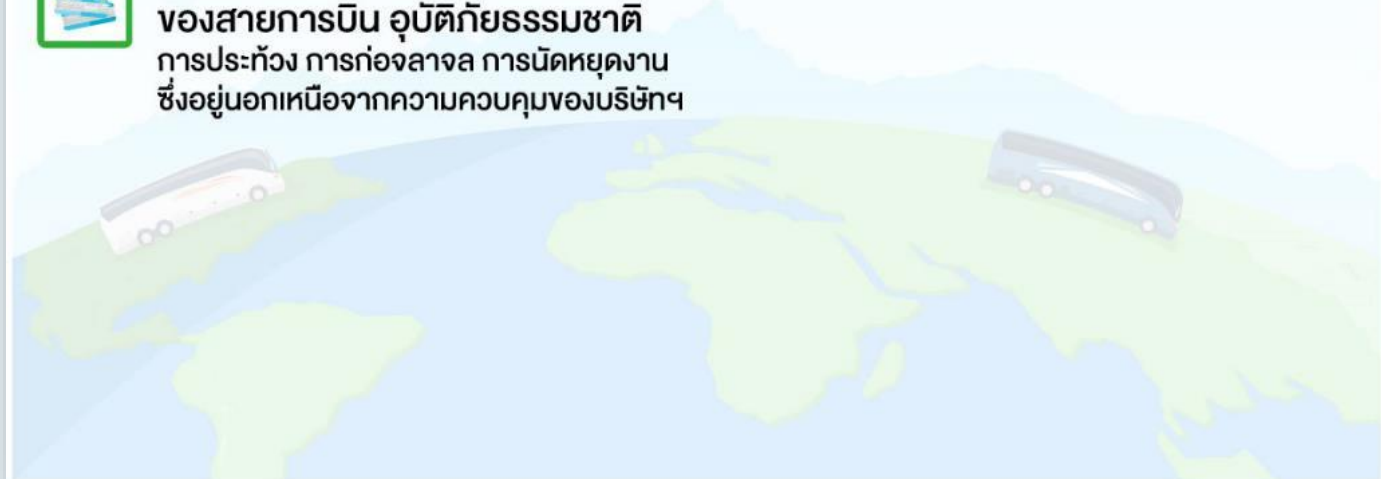 ของสายการบิน อุบัติภัยธรรมชาติ
การประท้วง การก่อจลาจล การนัดหยุดงาน
ซึ่งอยู่นอกเหนือจากความควบคุมของบริษัทฯ